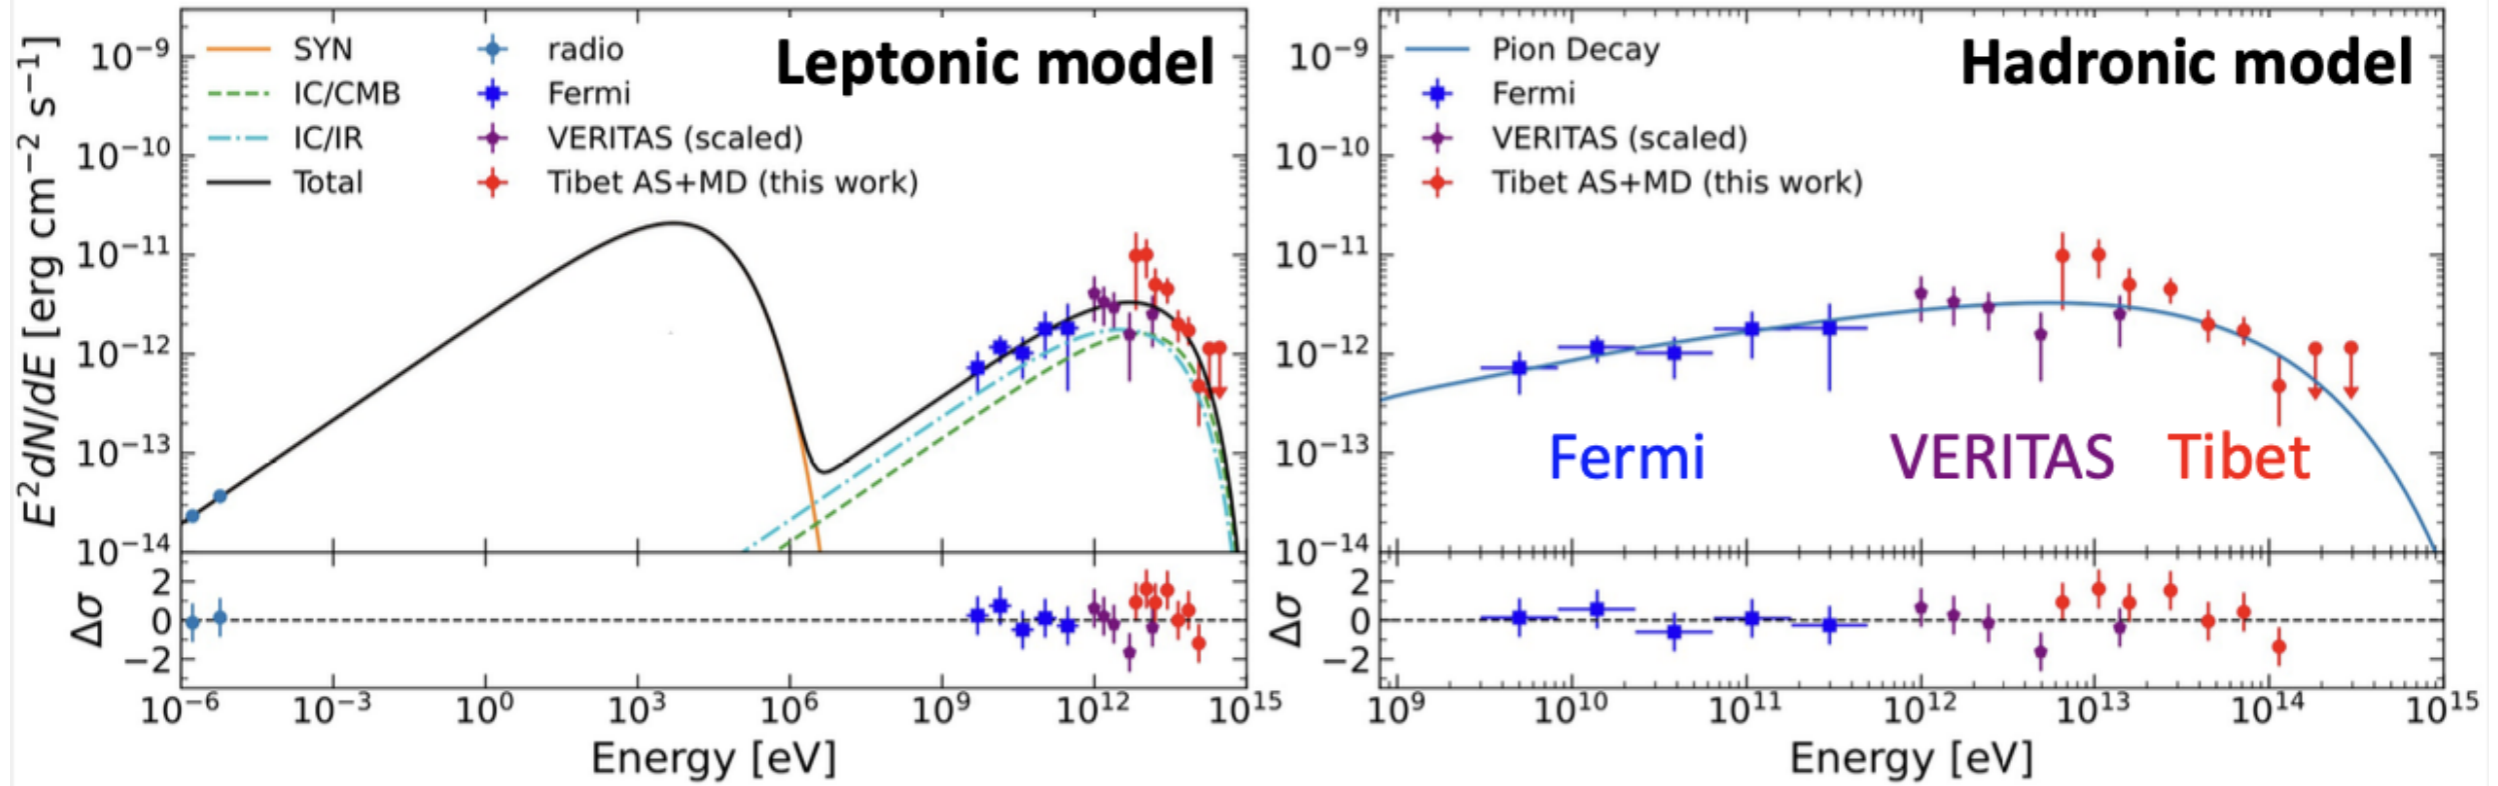 Leptonic model
SYN
IC/CMB
IC/IR
Total
radio
Fermi
VERITAS (scaled)
Tibet AS+MD (this work)
E²dN/dE [erg cm⁻² s⁻¹]
10⁻⁹
10⁻¹⁰
10⁻¹¹
10⁻¹²
10⁻¹³
10⁻¹⁴
Δσ
2
0
−2
10⁻⁶ 10⁻³ 10⁰ 10³ 10⁶ 10⁹ 10¹² 10¹⁵
Energy [eV]
Hadronic model
Pion Decay
Fermi
VERITAS (scaled)
Tibet AS+MD (this work)
10⁻⁹
10⁻¹⁰
10⁻¹¹
10⁻¹²
10⁻¹³
10⁻¹⁴
Fermi VERITAS Tibet
Δσ
2
0
−2
10⁹ 10¹⁰ 10¹¹ 10¹² 10¹³ 10¹⁴ 10¹⁵
Energy [eV]